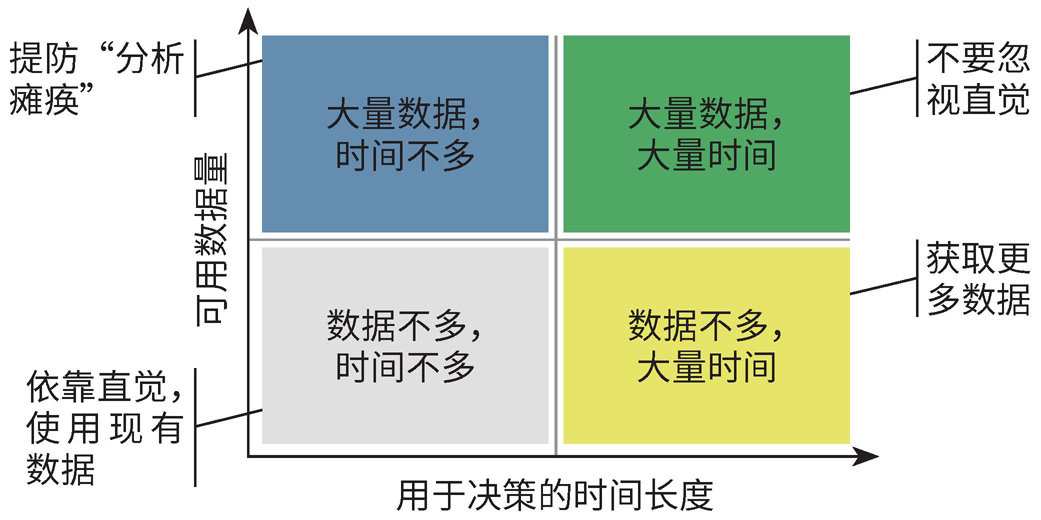 提防“分析
瘫痪”
大量数据，
时间不多
大量数据，
大量时间
不要忽
视直觉
可用数据量
数据不多，
时间不多
数据不多，
大量时间
获取更
多数据
依靠直觉，
使用现有
数据
用于决策的时间长度